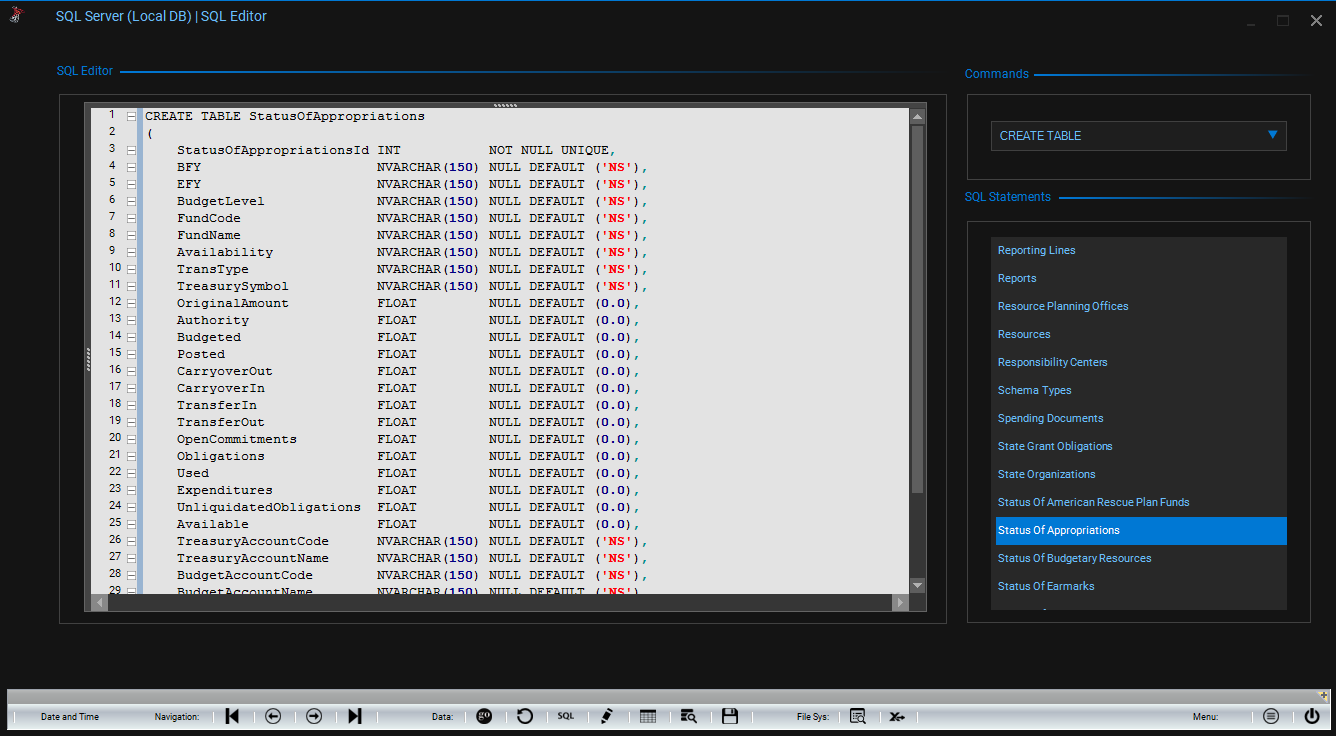 SQL Server (Local DB) | SQL Editor
SQL Editor
1 CREATE TABLE StatusOfAppropriations
2 (
3 StatusOfAppropriationsId INT NOT NULL UNIQUE,
4 BFY NVARCHAR(150) NULL DEFAULT ('NS'),
5 EFY NVARCHAR(150) NULL DEFAULT ('NS'),
6 BudgetLevel NVARCHAR(150) NULL DEFAULT ('NS'),
7 FundCode NVARCHAR(150) NULL DEFAULT ('NS'),
8 FundName NVARCHAR(150) NULL DEFAULT ('NS'),
9 Availability NVARCHAR(150) NULL DEFAULT ('NS'),
10 TransType NVARCHAR(150) NULL DEFAULT ('NS'),
11 TreasurySymbol NVARCHAR(150) NULL DEFAULT ('NS'),
12 OriginalAmount FLOAT NULL DEFAULT (0.0),
13 Authority FLOAT NULL DEFAULT (0.0),
14 Budgeted FLOAT NULL DEFAULT (0.0),
15 Posted FLOAT NULL DEFAULT (0.0),
16 CarryoverOut FLOAT NULL DEFAULT (0.0),
17 CarryoverIn FLOAT NULL DEFAULT (0.0),
18 TransferIn FLOAT NULL DEFAULT (0.0),
19 TransferOut FLOAT NULL DEFAULT (0.0),
20 OpenCommitments FLOAT NULL DEFAULT (0.0),
21 Obligations FLOAT NULL DEFAULT (0.0),
22 Used FLOAT NULL DEFAULT (0.0),
23 Expenditures FLOAT NULL DEFAULT (0.0),
24 UnliquidatedObligations FLOAT NULL DEFAULT (0.0),
25 Available FLOAT NULL DEFAULT (0.0),
26 TreasuryAccountCode NVARCHAR(150) NULL DEFAULT ('NS'),
27 TreasuryAccountName NVARCHAR(150) NULL DEFAULT ('NS'),
28 BudgetAccountCode NVARCHAR(150) NULL DEFAULT ('NS'),
29 BudgetAccountName NVARCHAR(150) NULL DEFAULT ('NS')
Commands
CREATE TABLE
SQL Statements
Reporting Lines
Reports
Resource Planning Offices
Resources
Responsibility Centers
Schema Types
Spending Documents
State Grant Obligations
State Organizations
Status Of American Rescue Plan Funds
Status Of Appropriations
Status Of Budgetary Resources
Status Of Earmarks
Date and Time Navigation: Data: go SQL File Sys: X Menu: